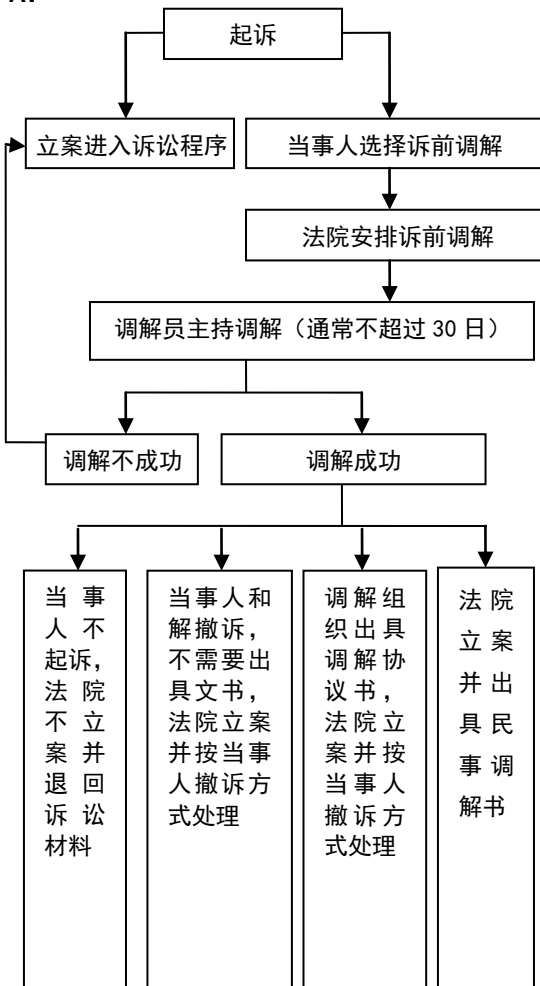 起诉
立案进入诉讼程序
当事人选择诉前调解
法院安排诉前调解
调解员主持调解（通常不超过 30 日）
调解不成功
调解成功
当事
人不
起诉，
法院
不立
案并
退回
诉讼
材料
当事人和
解撤诉，
不需要出
具文书，
法院立案
并按当事
人撤诉方
式处理
调解组
织出具
调解协
议书，
法院立
案并按
当事人
撤诉方
式处理
法院
立案
并出
具民
事调
解书